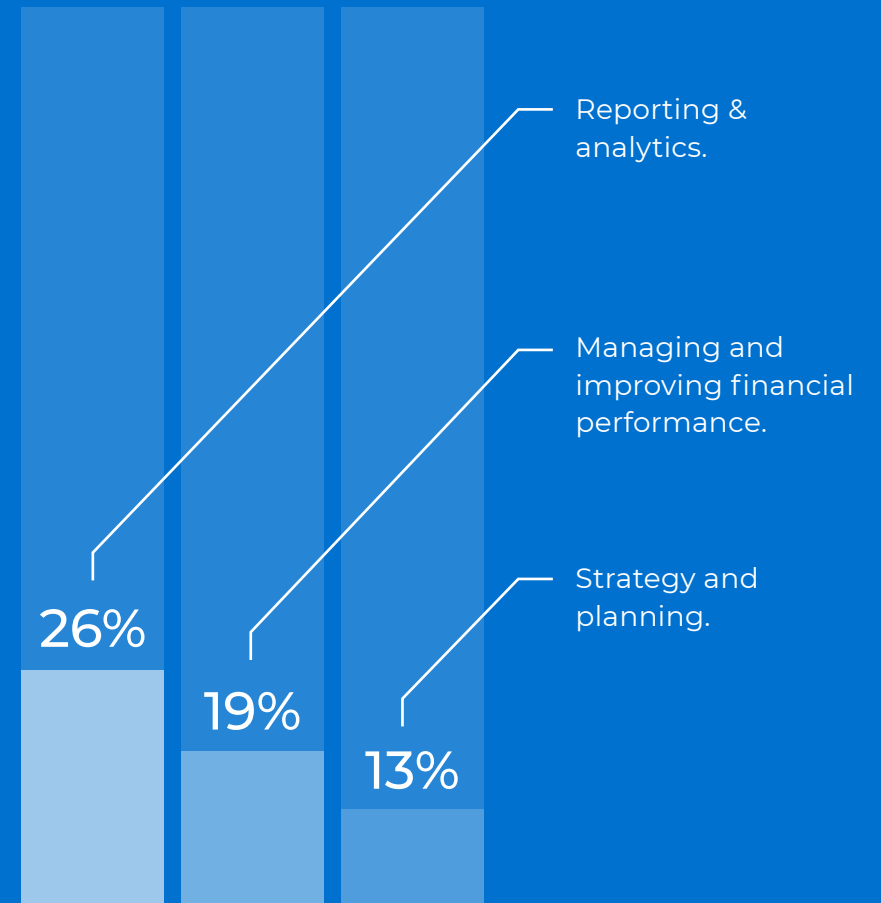 Reporting &
analytics.
Managing and
improving financial
performance.
Strategy and
planning.
26%
19%
13%